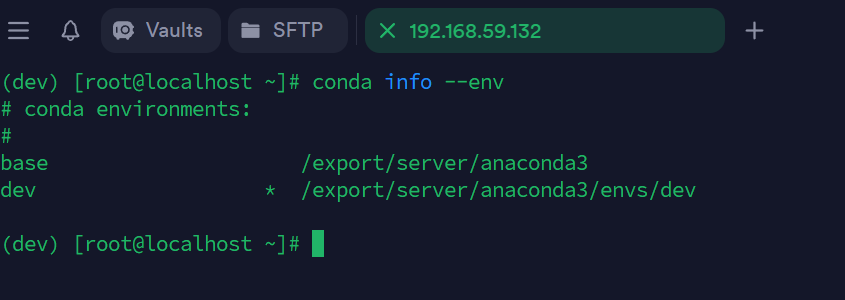 Vaults SFTP 192.168.59.132
(dev) [root@localhost ~]# conda info --env
# conda environments:
#
base                     /export/server/anaconda3
dev                   *  /export/server/anaconda3/envs/dev

(dev) [root@localhost ~]#